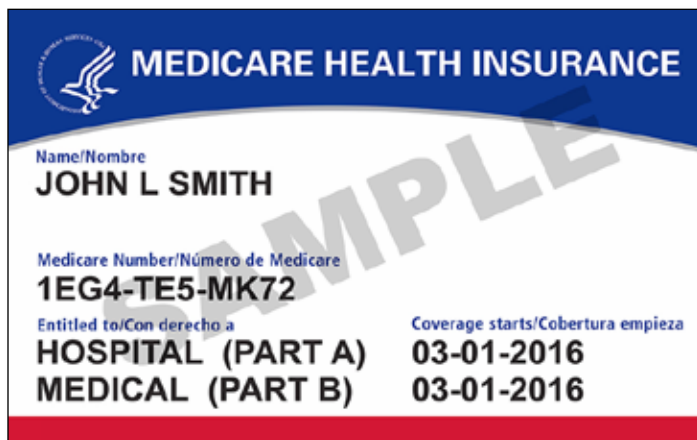 MEDICARE HEALTH INSURANCE
Name/Nombre
JOHN L SMITH
Medicare Number/Número de Medicare
1EG4-TE5-MK72
Entitled to/Con derecho a Coverage starts/Cobertura empieza
HOSPITAL (PART A) 03-01-2016
MEDICAL (PART B) 03-01-2016
SAMPLE